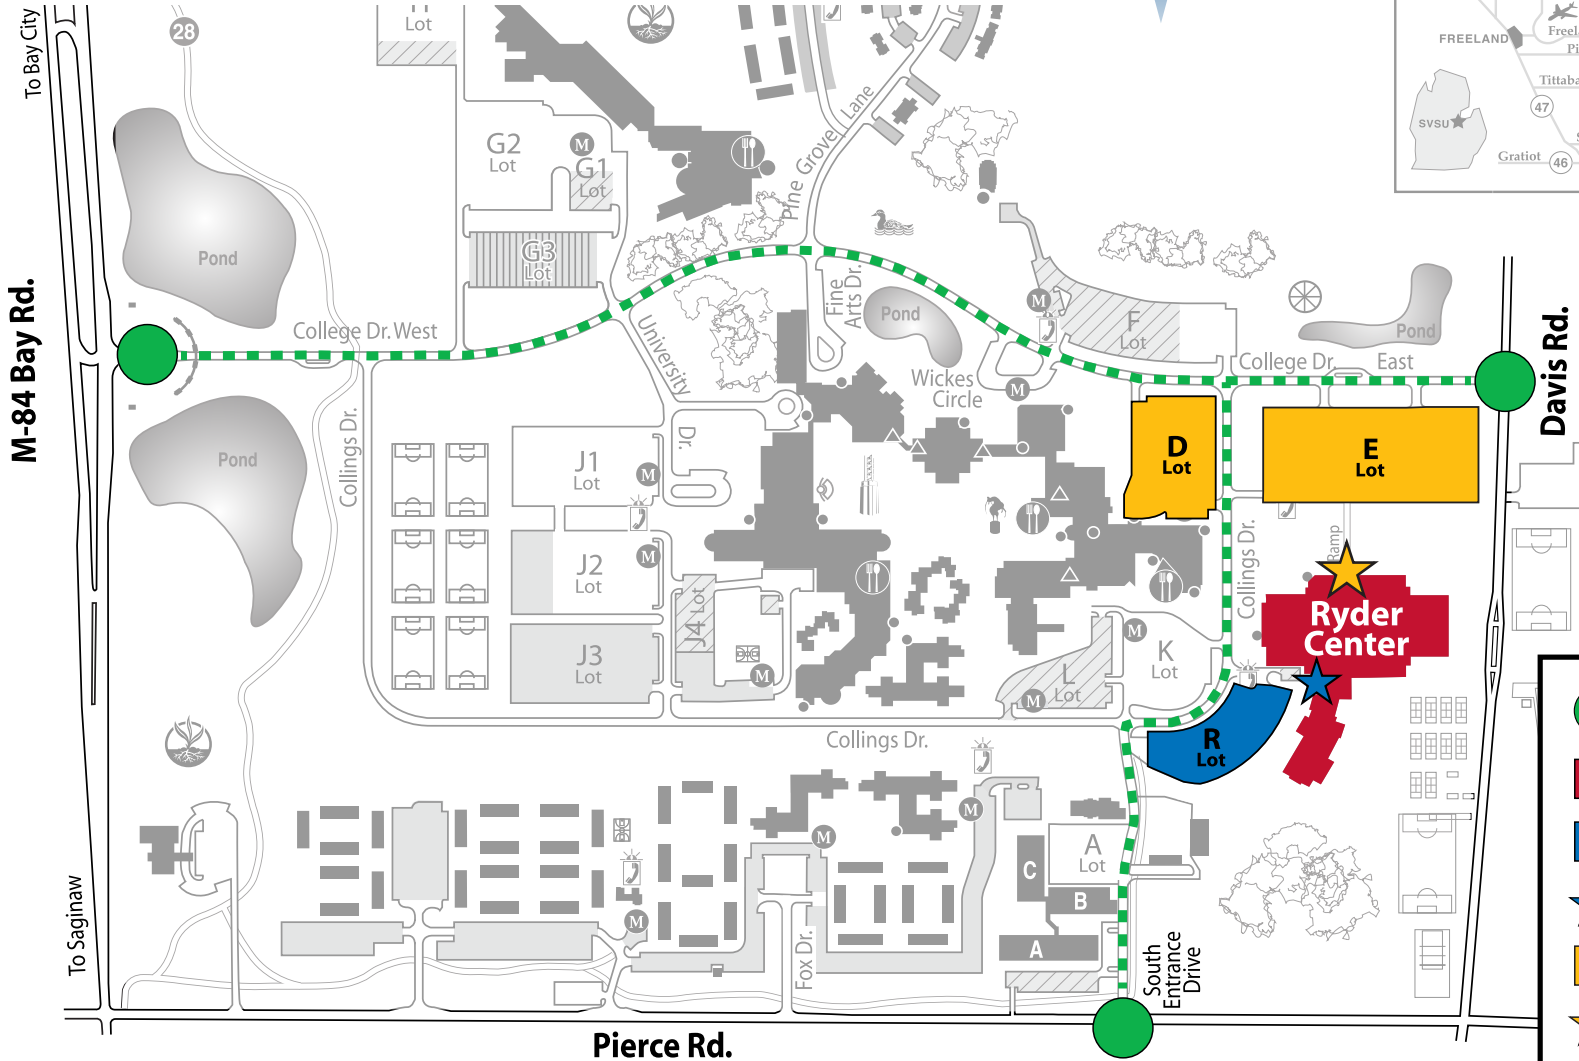 To Bay City
28
Lot
G2
Lot
M
G1
Lot
G3
Lot
Pine Grove Lane
FREELAND
47
SVSU
Gratiot
46
Pond
M-84 Bay Rd.
College Dr. West
University
Dr.
Fine
Arts Dr.
Pond
M
F
Lot
Wickes
Circle
M
College Dr. East
Pond
Davis Rd.
Pond
Collings Dr.
J1
Lot
M
J2
Lot
M
J3
Lot
J4 Lot
M
D
Lot
E
Lot
Collings Dr.
Ramp
Ryder
Center
M
K
Lot
L
Lot
M
R
Lot
Collings Dr.
M
M
A
Lot
C
B
A
M
To Saginaw
Fox Dr.
South
Entrance
Drive
Pierce Rd.